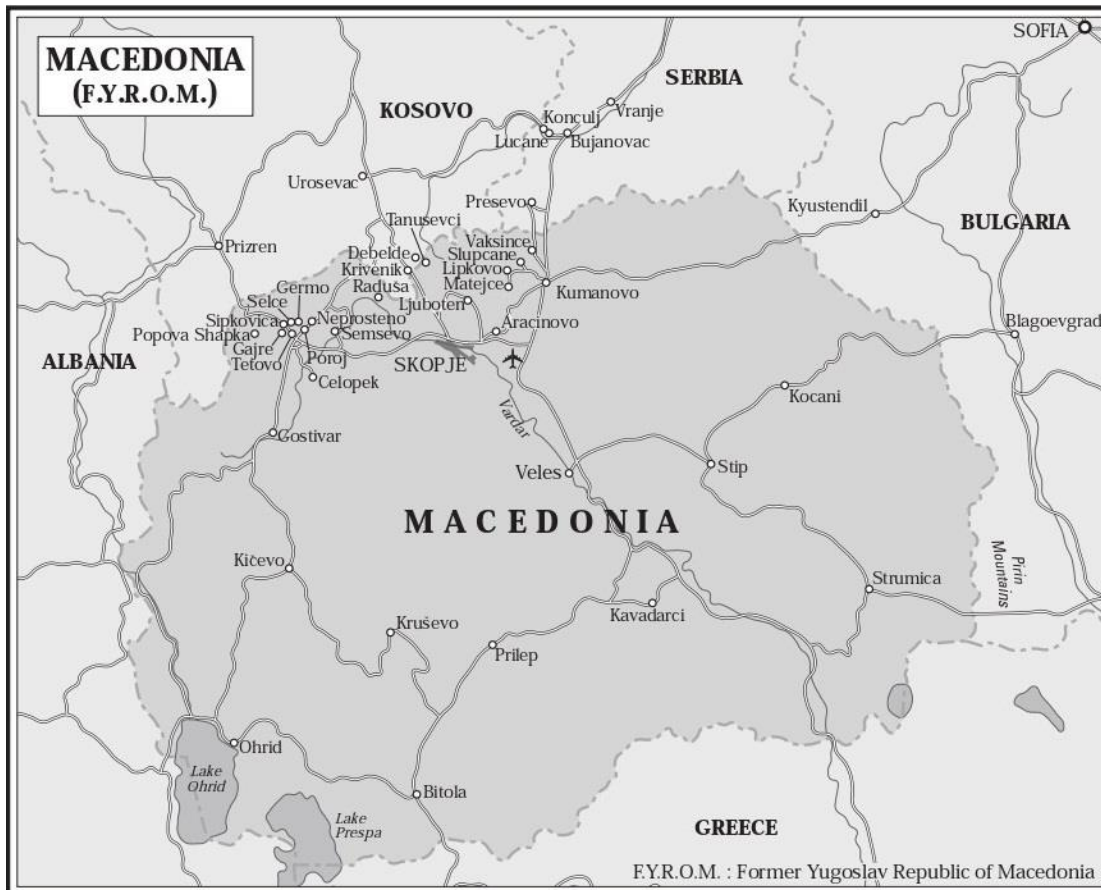 MACEDONIA
(F.Y.R.O.M.)
SOFIA
SERBIA
KOSOVO
Vranje
Konculj
Lucane
Bujanovac
Urosevac
Presevo
Kyustendil
BULGARIA
Tanusevci
Prizren
Vaksince
Debelde
Slupcane
Krivenik
Lipkovo
Germo
Raduša
Matejce
Kumanovo
Selce
Ljuboten
Sipkovica
Neprosteno
Aracinovo
Popova Shapka
Semsevo
Blagoevgrad
Gajre
ALBANIA
Tetovo
Poroj
SKOPJE
Celopek
Kocani
Vardar
Gostivar
Veles
Stip
MACEDONIA
Kičevo
Pirin
Mountains
Strumica
Kavadarci
Kruševo
Prilep
Ohrid
Lake
Ohrid
Bitola
Lake
Prespa
GREECE
F.Y.R.O.M. : Former Yugoslav Republic of Macedonia